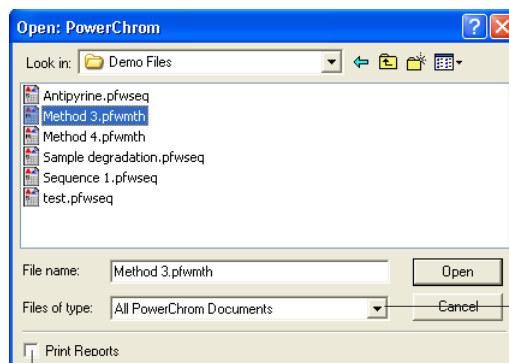 Open: PowerChrom
Look in: Demo Files
Antipyrine.pfwseq
Method 3.pfwmth
Method 4.pfwmth
Sample degradation.pfwseq
Sequence 1.pfwseq
test.pfwseq
File name: Method 3.pfwmth Open
Files of type: All PowerChrom Documents Cancel
Print Reports